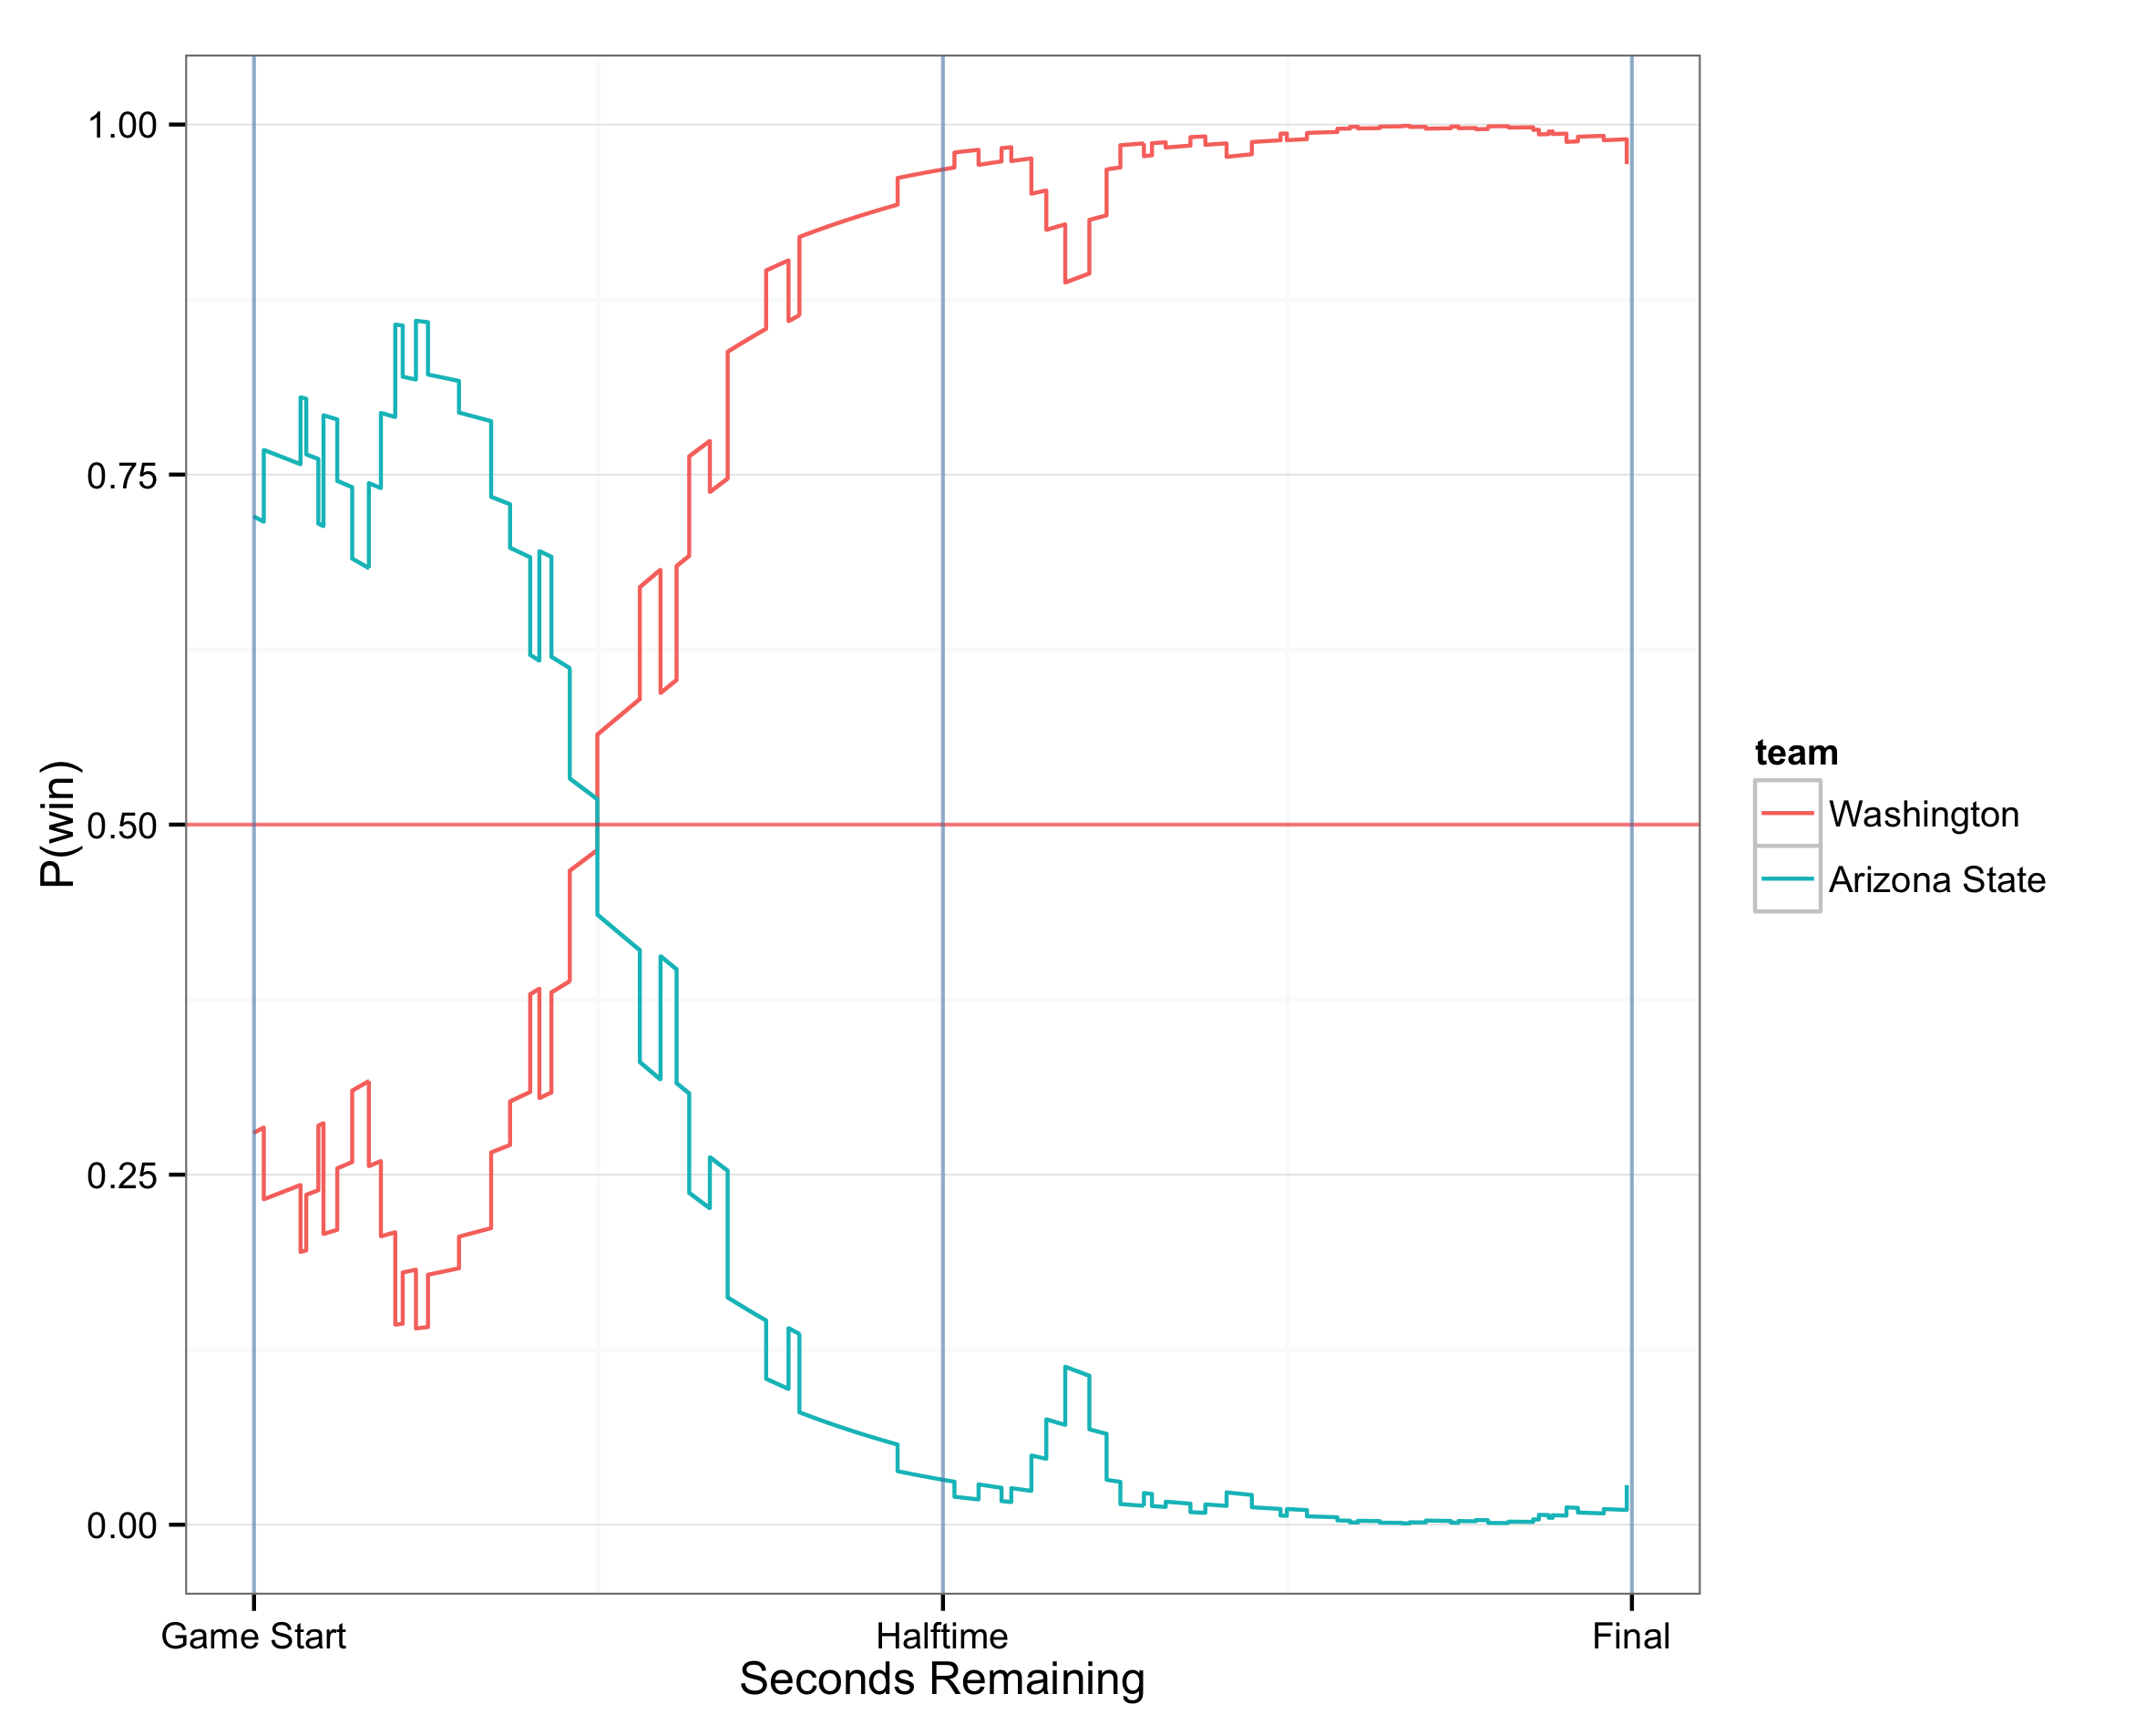 P(win)
1.00
0.75
0.50
0.25
0.00
Game Start
Halftime
Final
Seconds Remaining
team
Washington
Arizona State